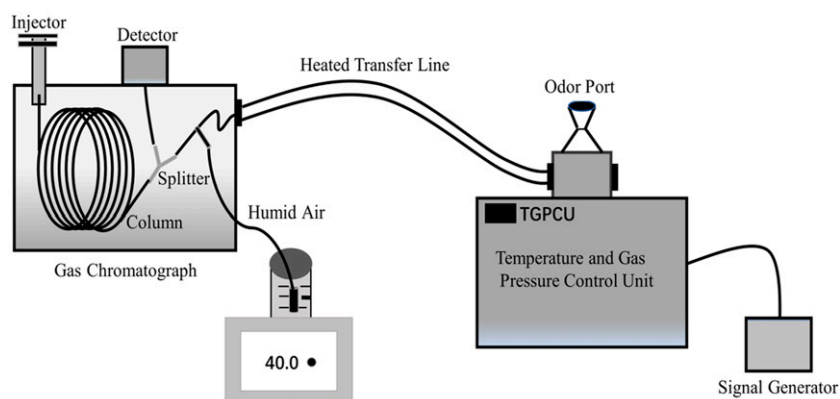 Injector
Detector
Heated Transfer Line
Odor Port
Splitter
Column
Humid Air
TGPCU
Temperature and Gas
Pressure Control Unit
Gas Chromatograph
40.0
Signal Generator